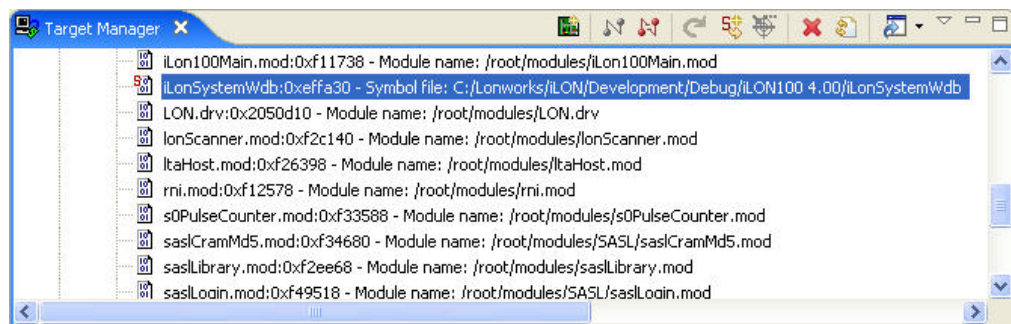 Target Manager
iLon100Main.mod:0xf11738 - Module name: /root/modules/iLon100Main.mod
iLonSystemWdb:0xeffa30 - Symbol file: C:/Lonworks/iLON/Development/Debug/iLON100 4.00/iLonSystemWdb
LON.drv:0x2050d10 - Module name: /root/modules/LON.drv
lonScanner.mod:0xf2c140 - Module name: /root/modules/lonScanner.mod
ltaHost.mod:0xf26398 - Module name: /root/modules/ltaHost.mod
rni.mod:0xf12578 - Module name: /root/modules/rni.mod
s0PulseCounter.mod:0xf33588 - Module name: /root/modules/s0PulseCounter.mod
saslCramMd5.mod:0xf34680 - Module name: /root/modules/SASL/saslCramMd5.mod
saslLibrary.mod:0xf2ee68 - Module name: /root/modules/saslLibrary.mod
saslLogin.mod:0xf49518 - Module name: /root/modules/SASL/saslLogin.mod